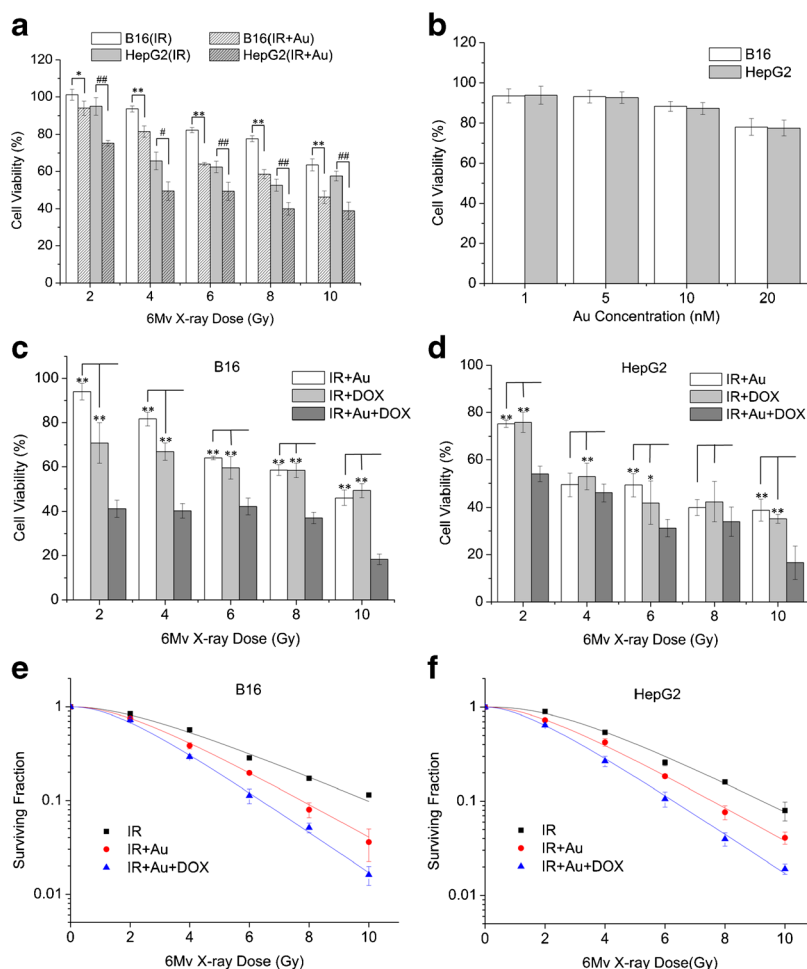 a
B16(IR) B16(IR+Au)
HepG2(IR) HepG2(IR+Au)
120
100
80
60
40
20
0
Cell Viability (%)
* ## ** # ** ## ** ## ** ##
2 4 6 8 10
6Mv X-ray Dose (Gy)
b
B16
HepG2
120
100
80
60
40
20
0
Cell Viability (%)
1 5 10 20
Au Concentration (nM)
c
B16
IR+Au
IR+DOX
IR+Au+DOX
100
80
60
40
20
0
Cell Viability (%)
** ** ** ** ** ** ** ** ** **
2 4 6 8 10
6Mv X-ray Dose (Gy)
d
HepG2
IR+Au
IR+DOX
IR+Au+DOX
100
80
60
40
20
0
Cell Viability (%)
** ** ** ** * ** **
2 4 6 8 10
6Mv X-ray Dose (Gy)
e
B16
1
0.1
0.01
Surviving Fraction
IR
IR+Au
IR+Au+DOX
0 2 4 6 8 10
6Mv X-ray Dose (Gy)
f
HepG2
1
0.1
0.01
Surviving Fraction
IR
IR+Au
IR+Au+DOX
0 2 4 6 8 10
6Mv X-ray Dose(Gy)